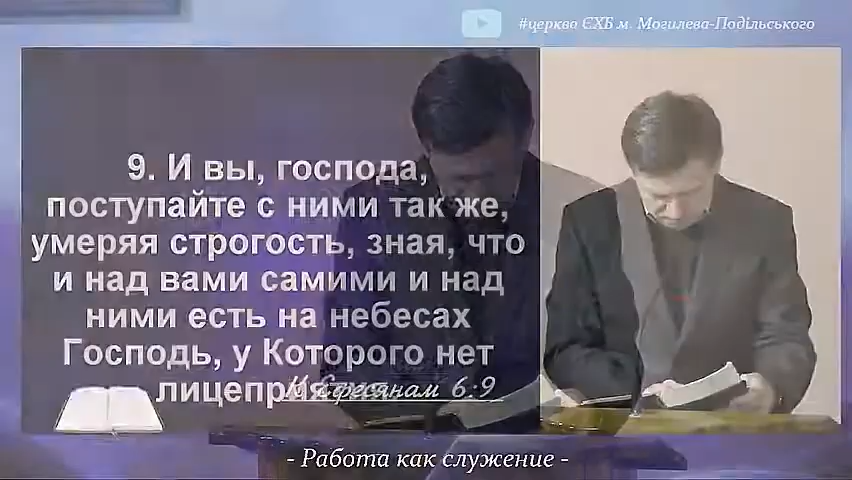 #церква ЄХБ м. Могилева-Подільського
9. И вы, господа,
поступайте с ними так же,
умеряя строгость, зная, что
и над вами самими и над
ними есть на небесах
Господь, у Которого нет
К Ефесянам 6:9
- Работа как служение -